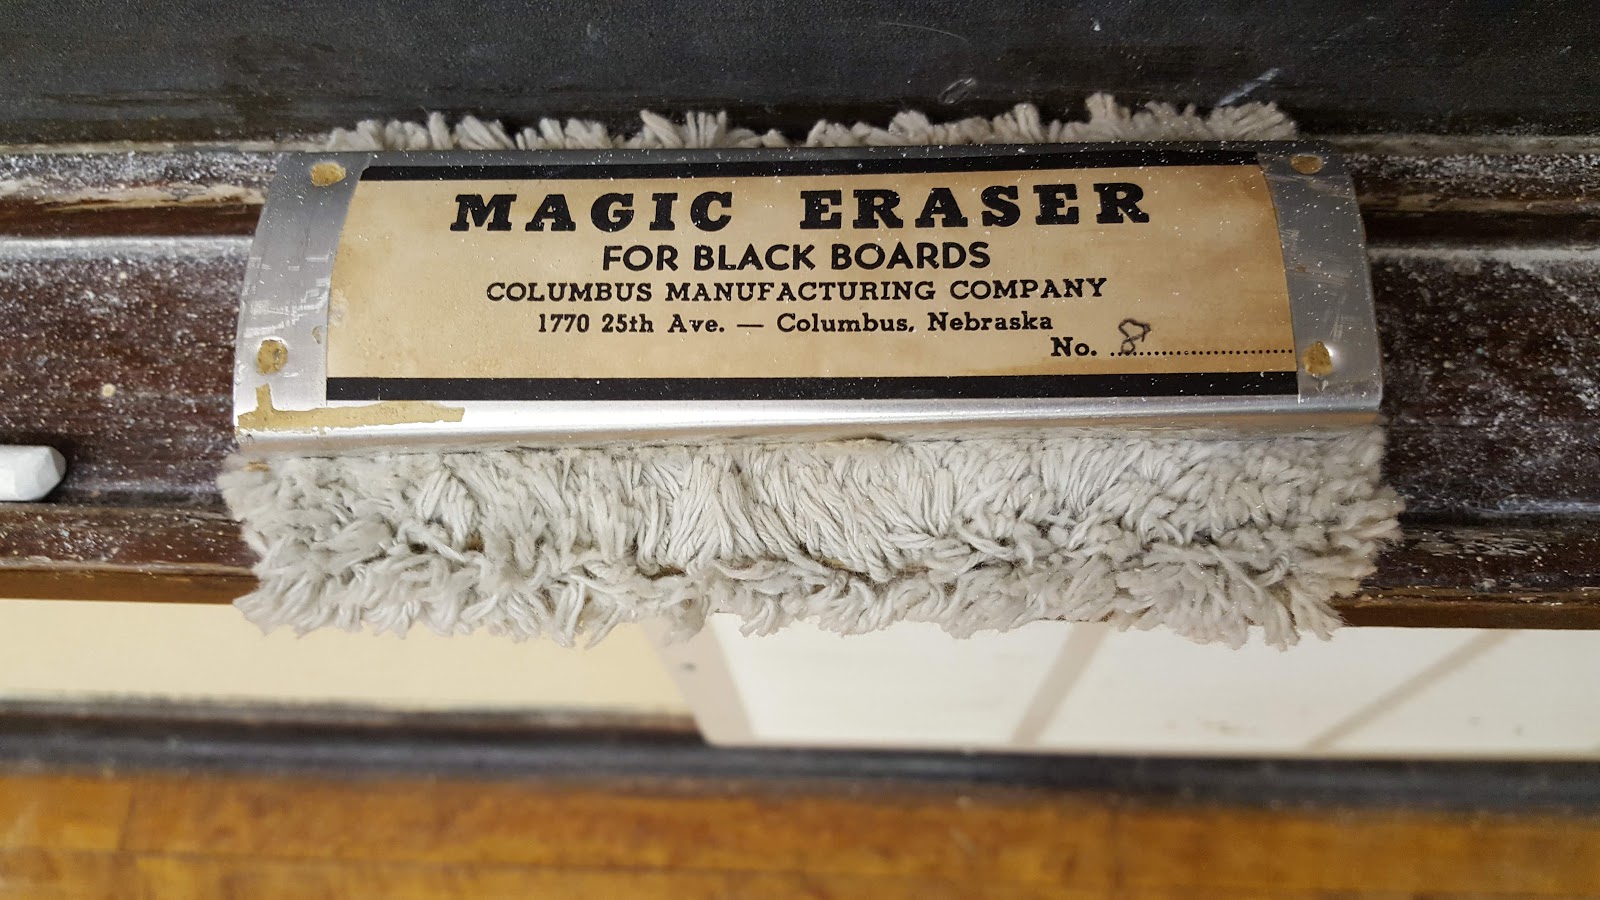 MAGIC ERASER
FOR BLACK BOARDS
COLUMBUS MANUFACTURING COMPANY
1770 25th Ave. — Columbus, Nebraska
No. 8